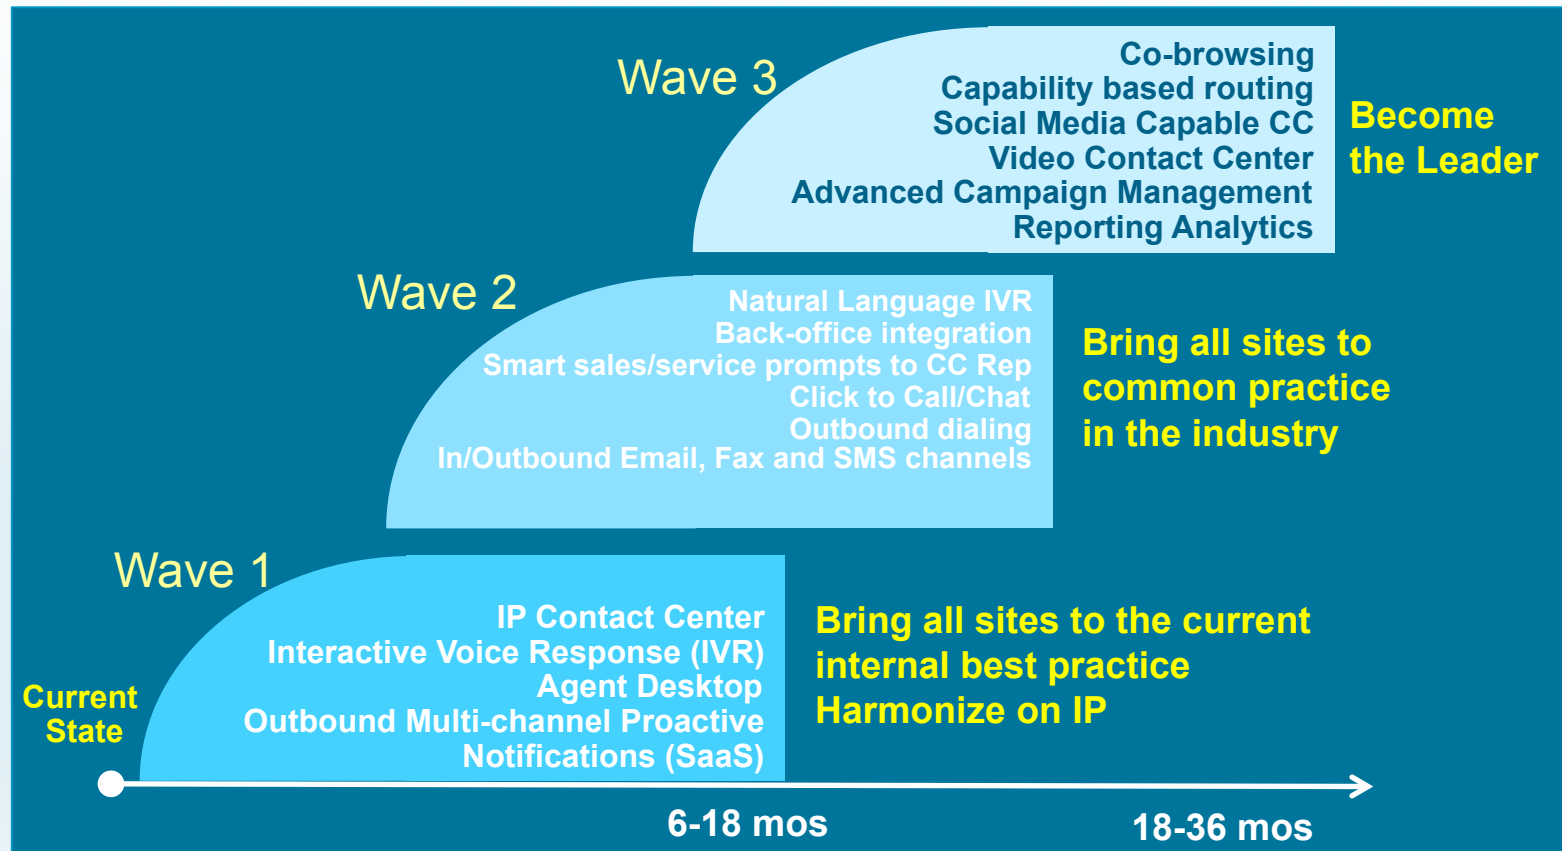 Wave 3
Co-browsing
Capability based routing
Social Media Capable CC
Video Contact Center
Advanced Campaign Management
Reporting Analytics
Become
the Leader
Wave 2
Natural Language IVR
Back-office integration
Smart sales/service prompts to CC Rep
Click to Call/Chat
Outbound dialing
In/Outbound Email, Fax and SMS channels
Bring all sites to
common practice
in the industry
Wave 1
IP Contact Center
Interactive Voice Response (IVR)
Agent Desktop
Outbound Multi-channel Proactive
Notifications (SaaS)
Bring all sites to the current
internal best practice
Harmonize on IP
Current
State
6-18 mos
18-36 mos